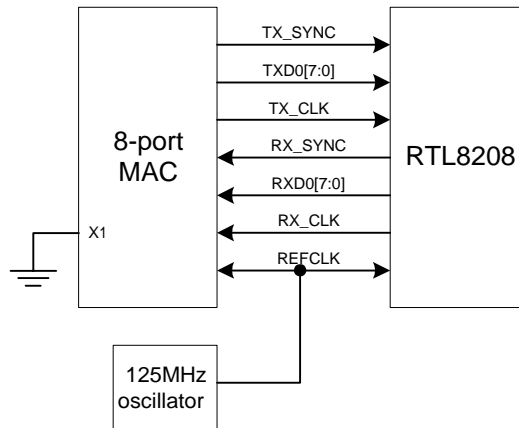 TX_SYNC
TXD0[7:0]
TX_CLK
8-port
MAC
RX_SYNC
RTL8208
RXD0[7:0]
X1
RX_CLK
REFCLK
125MHz
oscillator